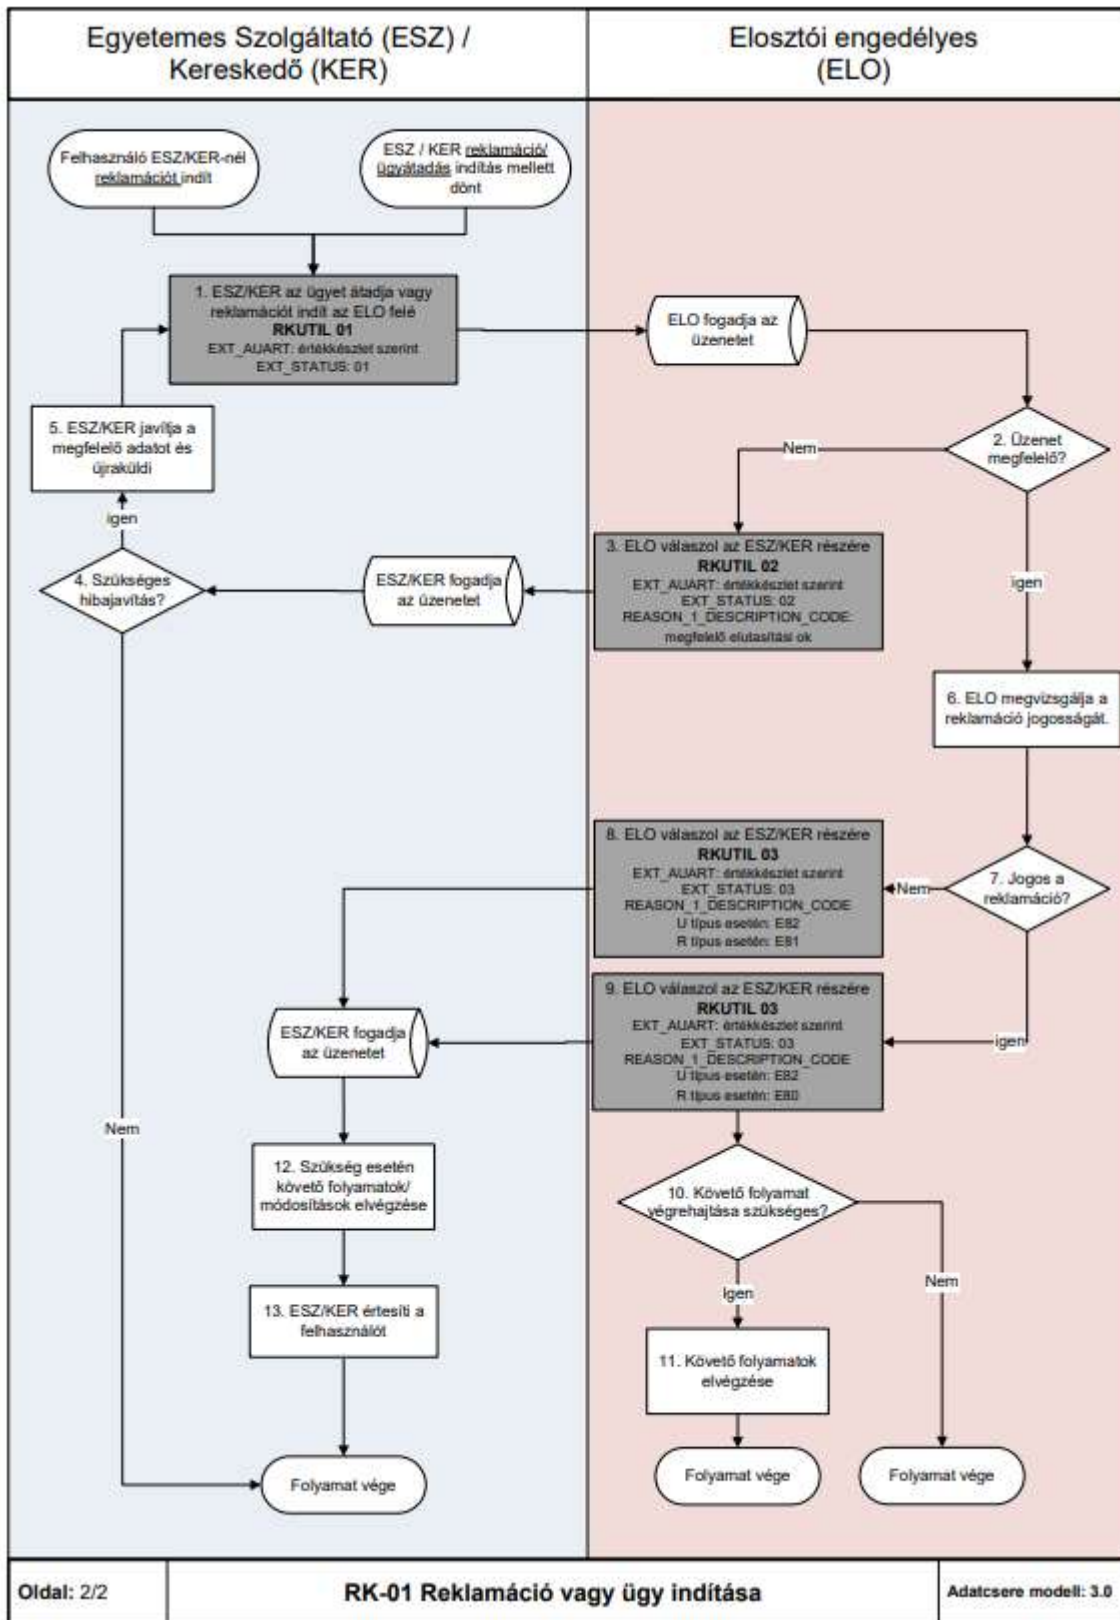 Egyetemes Szolgáltató (ESZ) /
Kereskedő (KER)
Elosztói engedélyes
(ELO)
Felhasználó ESZ/KER-nél
reklamációt indít
ESZ / KER reklamáció/
ügyátadás indítás mellett
dönt
1. ESZ/KER az ügyet átadja vagy
reklamációt indít az ELO felé
RKUTIL 01
EXT_AUART: értékkészlet szerint
EXT_STATUS: 01
ELO fogadja az
üzenetet
5. ESZ/KER javítja a
megfelelő adatot és
újraküldi
2. Üzenet
megfelelő?
Nem
igen
3. ELO válaszol az ESZ/KER részére
RKUTIL 02
EXT_AUART: értékkészlet szerint
EXT_STATUS: 02
REASON_1_DESCRIPTION_CODE:
megfelelő elutasítási ok
ESZ/KER fogadja
az üzenetet
4. Szükséges
hibajavítás?
igen
6. ELO megvizsgálja a
reklamáció jogosságát.
8. ELO válaszol az ESZ/KER részére
RKUTIL 03
EXT_AUART: értékkészlet szerint
EXT_STATUS: 03
REASON_1_DESCRIPTION_CODE
U típus esetén: E82
R típus esetén: E81
Nem
7. Jogos a
reklamáció?
9. ELO válaszol az ESZ/KER részére
RKUTIL 03
EXT_AUART: értékkészlet szerint
EXT_STATUS: 03
REASON_1_DESCRIPTION_CODE
U típus esetén: E82
R típus esetén: E80
igen
ESZ/KER fogadja
az üzenetet
Nem
12. Szükség esetén
követő folyamatok/
módosítások elvégzése
10. Követő folyamat
végrehajtása szükséges?
Igen
Nem
13. ESZ/KER értesíti a
felhasználót
11. Követő folyamatok
elvégzése
Folyamat vége
Folyamat vége
Folyamat vége
Oldal: 2/2
RK-01 Reklamáció vagy ügy indítása
Adatcsere modell: 3.0